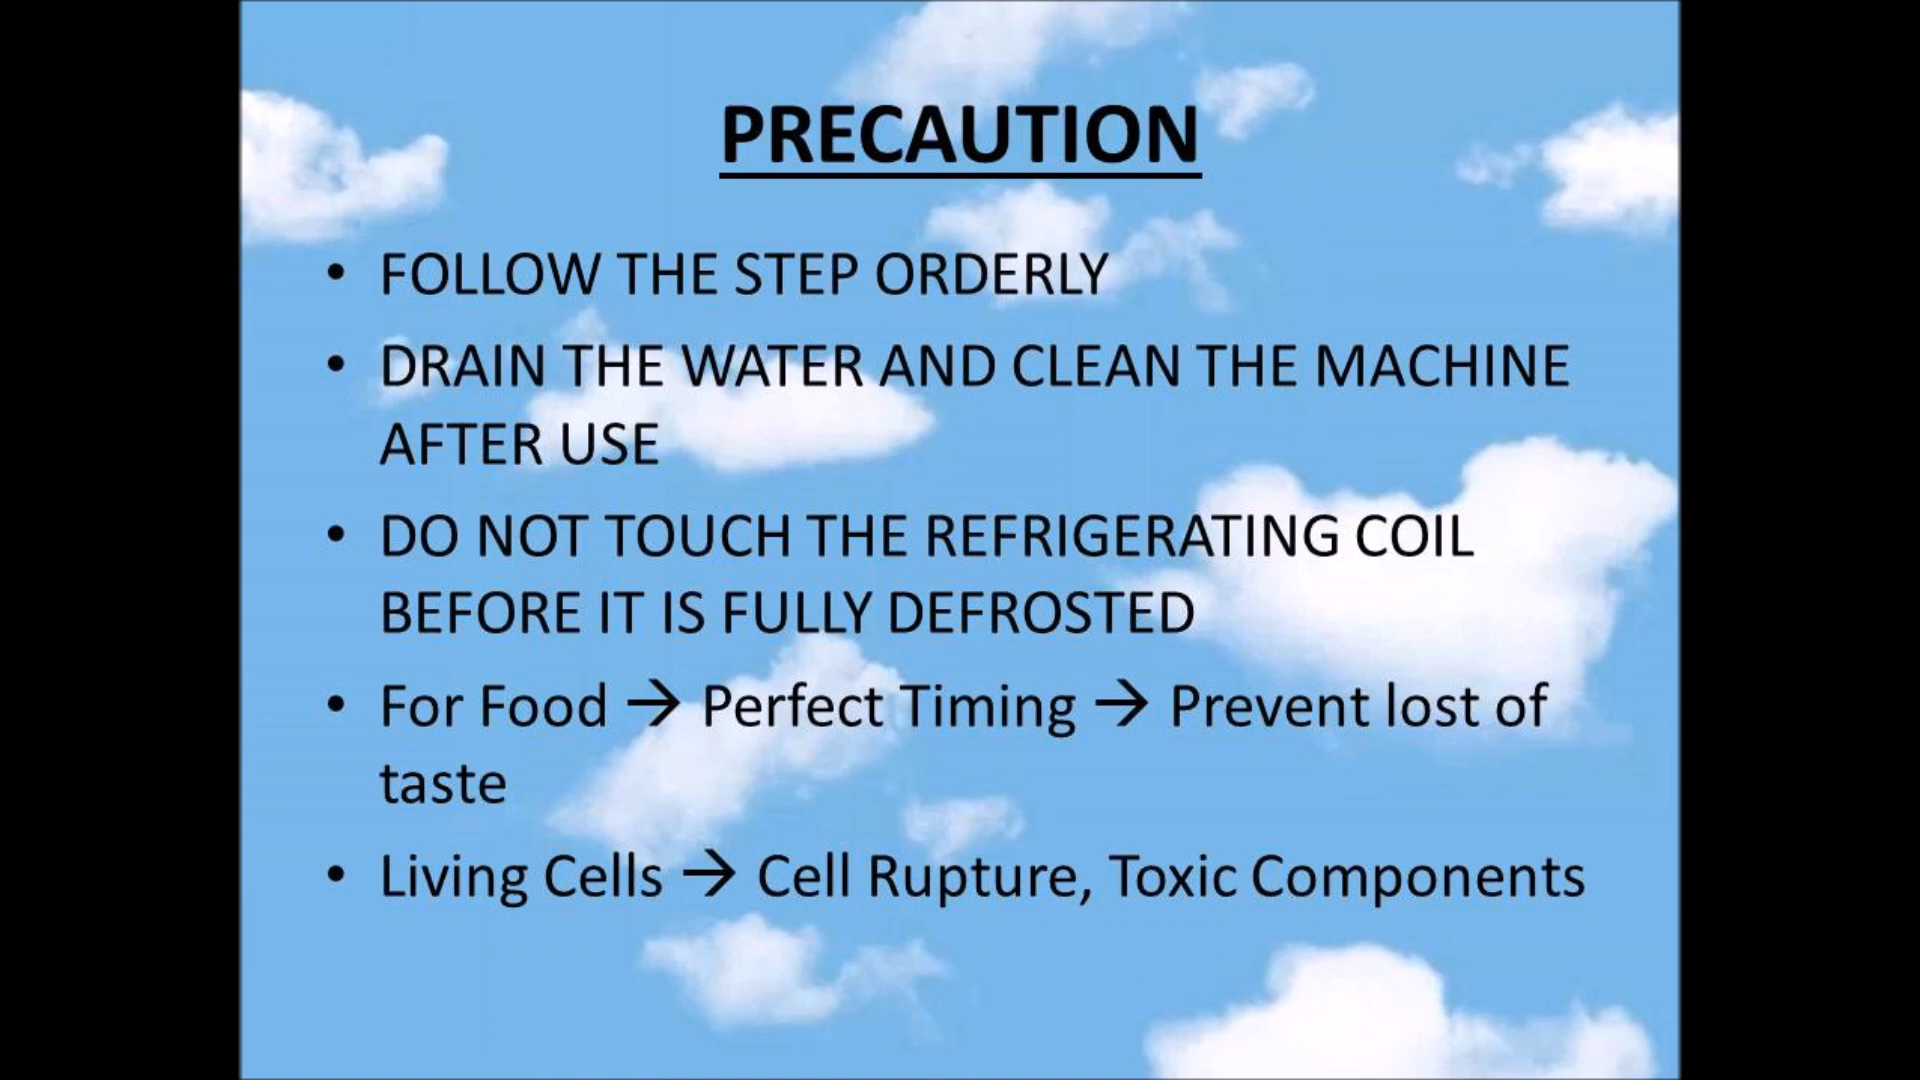 PRECAUTION
• FOLLOW THE STEP ORDERLY
• DRAIN THE WATER AND CLEAN THE MACHINE
AFTER USE
• DO NOT TOUCH THE REFRIGERATING COIL
BEFORE IT IS FULLY DEFROSTED
• For Food → Perfect Timing → Prevent lost of
taste
• Living Cells → Cell Rupture, Toxic Components